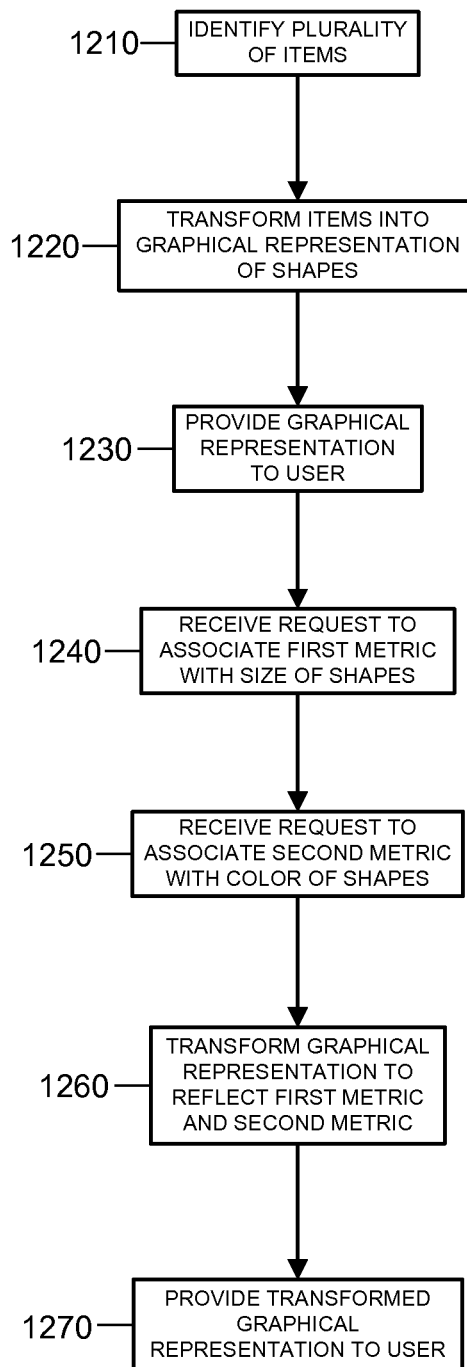 1210
IDENTIFY PLURALITY
OF ITEMS
1220
TRANSFORM ITEMS INTO
GRAPHICAL REPRESENTATION
OF SHAPES
1230
PROVIDE GRAPHICAL
REPRESENTATION
TO USER
1240
RECEIVE REQUEST TO
ASSOCIATE FIRST METRIC
WITH SIZE OF SHAPES
1250
RECEIVE REQUEST TO
ASSOCIATE SECOND METRIC
WITH COLOR OF SHAPES
1260
TRANSFORM GRAPHICAL
REPRESENTATION TO
REFLECT FIRST METRIC
AND SECOND METRIC
1270
PROVIDE TRANSFORMED
GRAPHICAL
REPRESENTATION TO USER